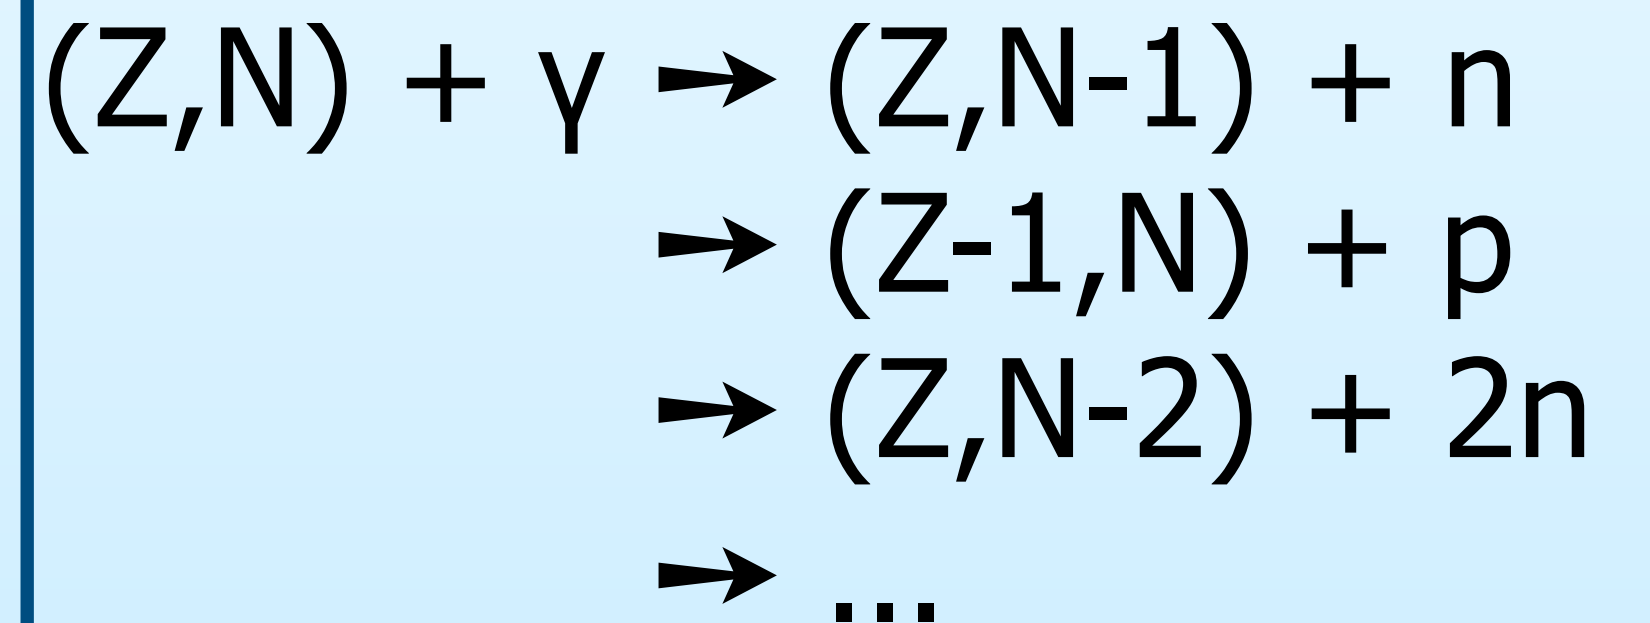 (Z,N) + γ ➛ (Z,N-1) + n
➛ (Z-1,N) + p
➛ (Z,N-2) + 2n
➛ ...